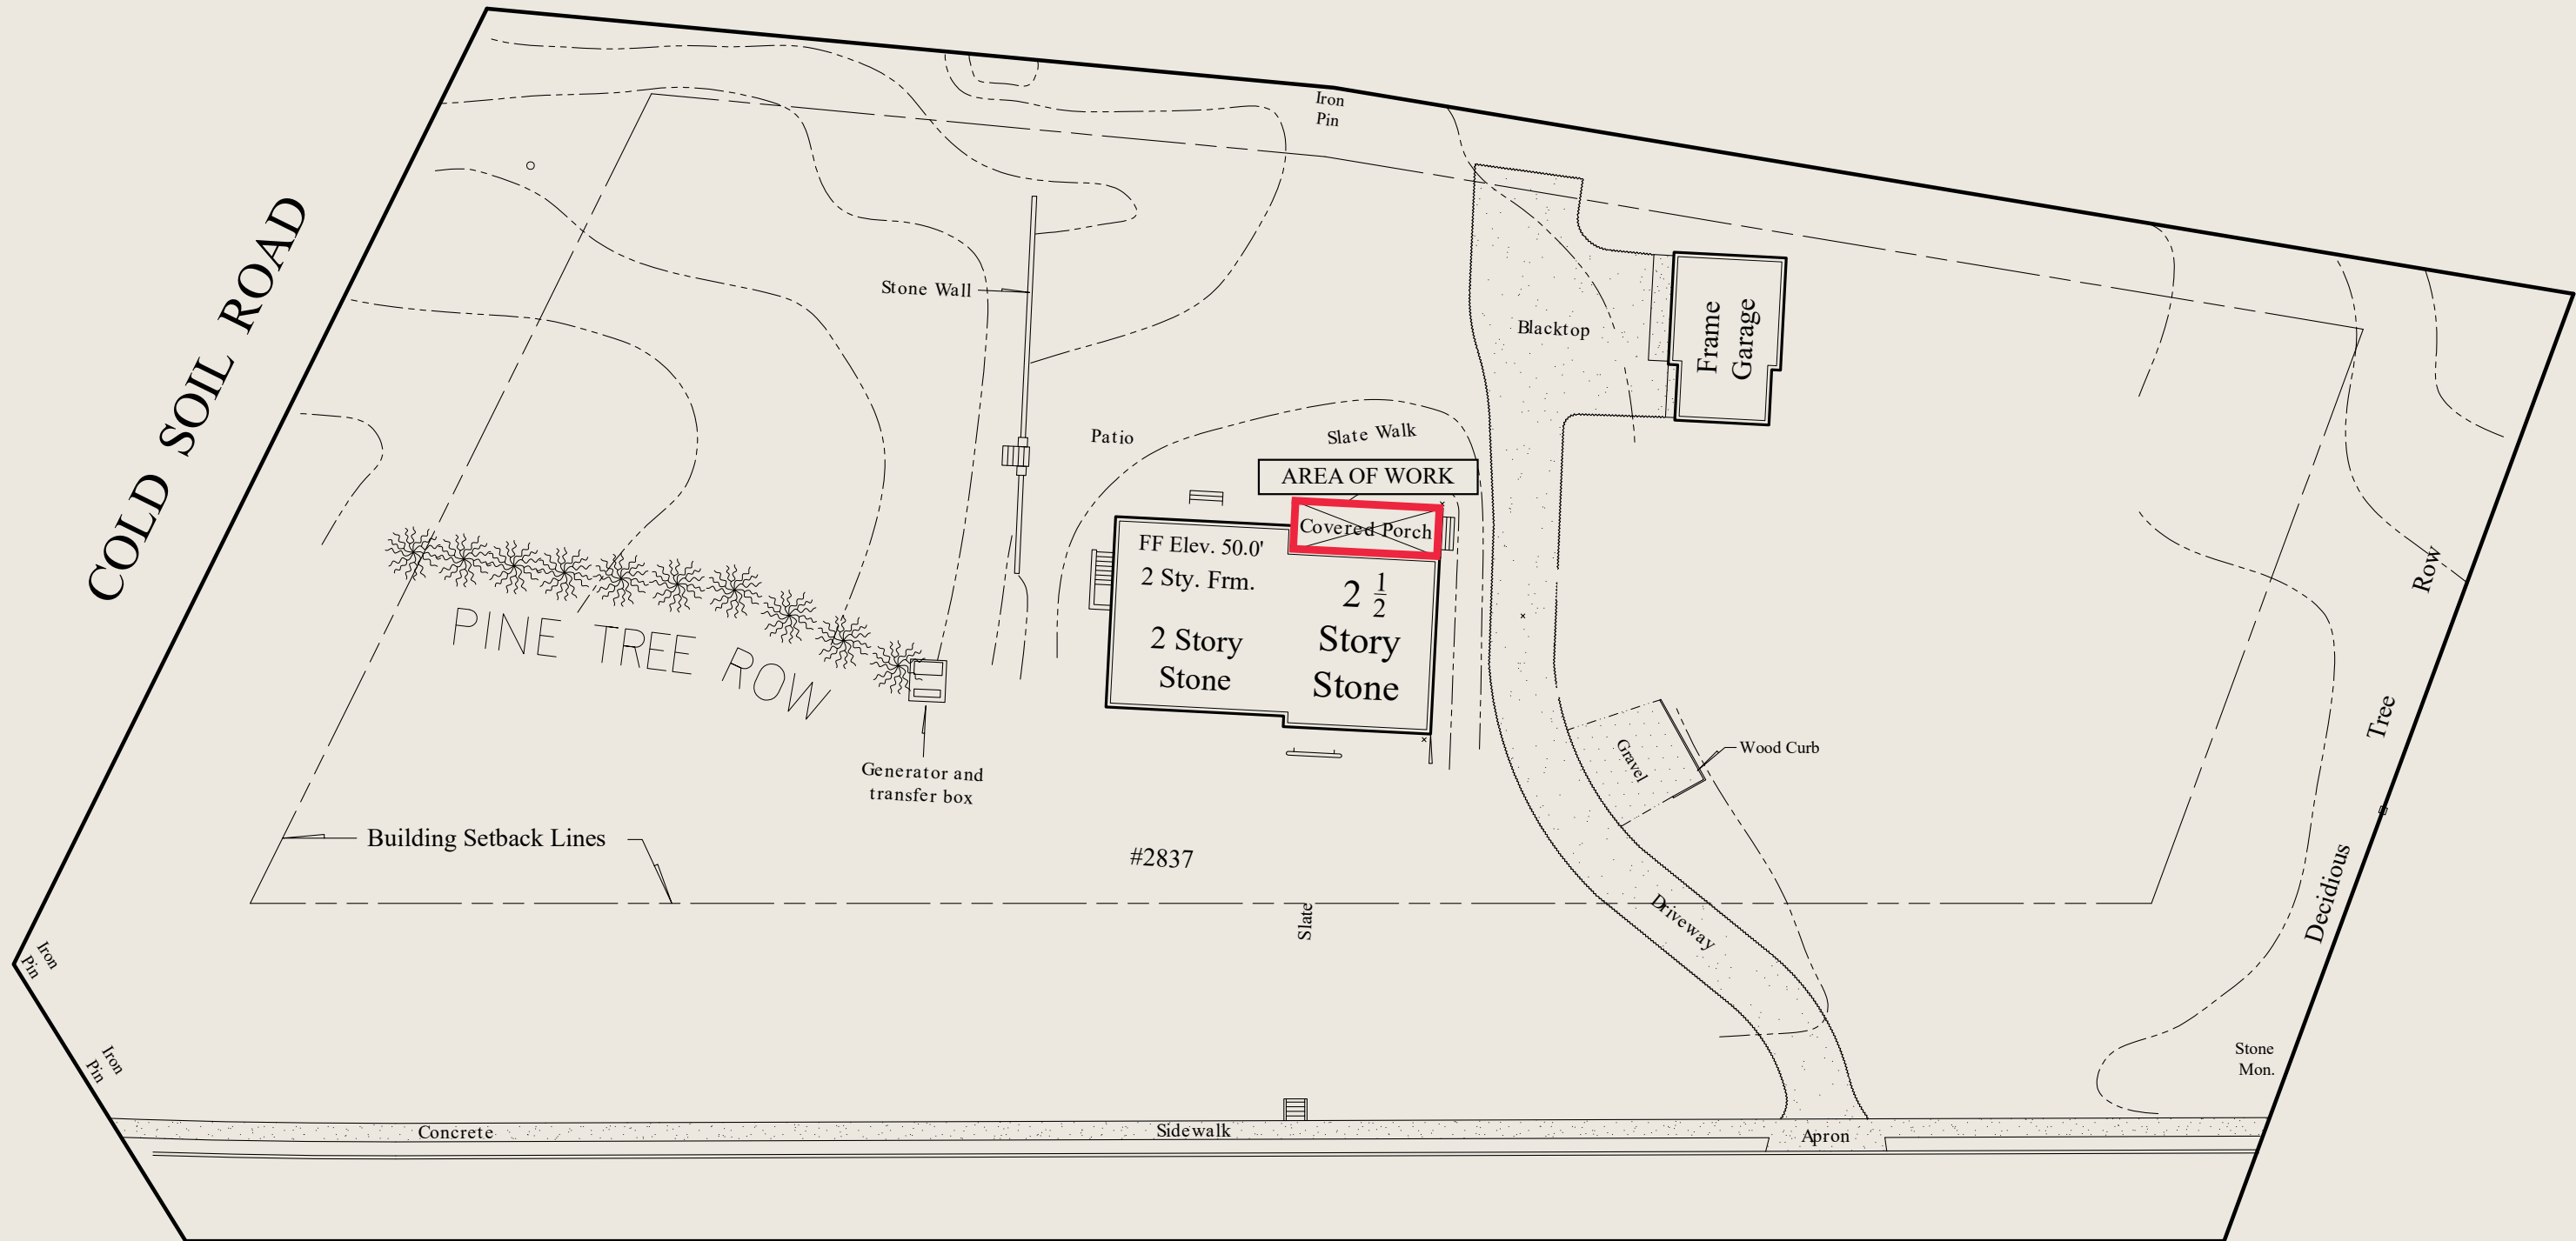 Iron
Pin
COLD SOIL ROAD
Stone Wall
Blacktop
Frame
Garage
Patio
Slate Walk
AREA OF WORK
Covered Porch
FF Elev. 50.0'
2 Sty. Frm.
2 1/2
Story
Stone
2 Story
Stone
PINE TREE ROW
Generator and
transfer box
Gravel
Wood Curb
Decidious Tree Row
Building Setback Lines
#2837
Slate
Driveway
Iron
Pin
Iron
Pin
Stone
Mon.
Concrete
Sidewalk
Apron